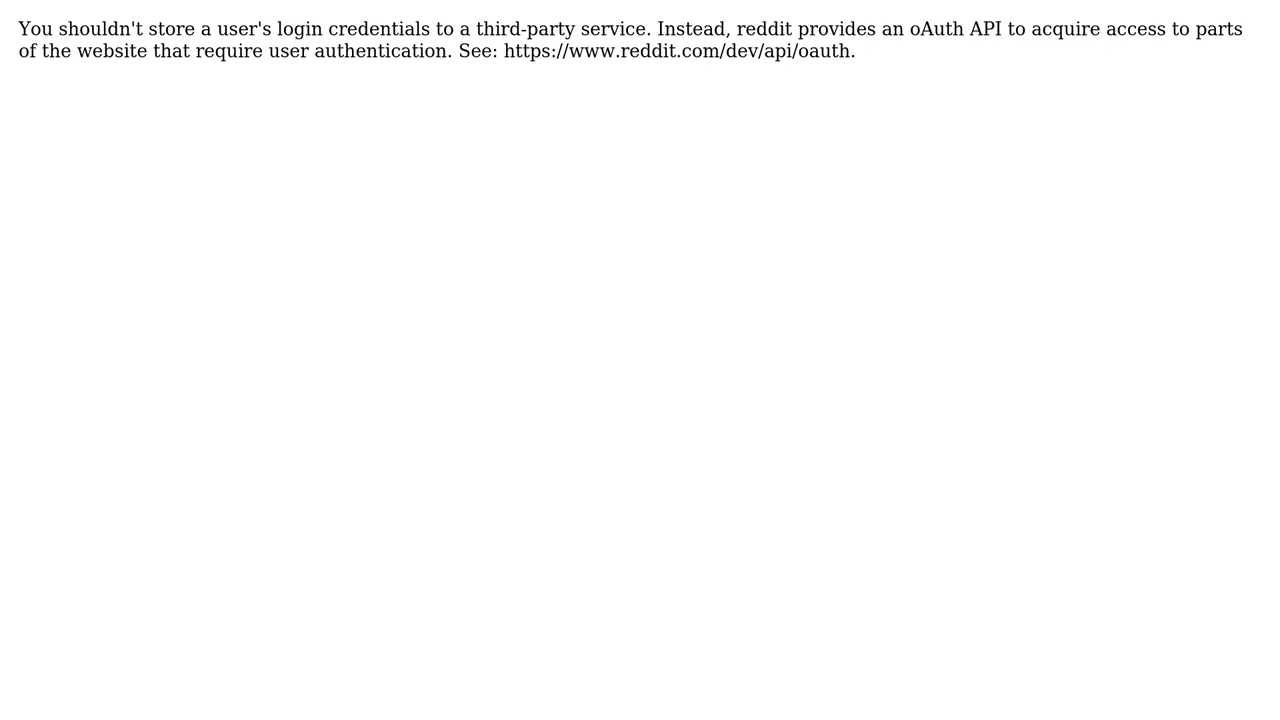 You shouldn't store a user's login credentials to a third-party service. Instead, reddit provides an oAuth API to acquire access to parts
of the website that require user authentication. See: https://www.reddit.com/dev/api/oauth.